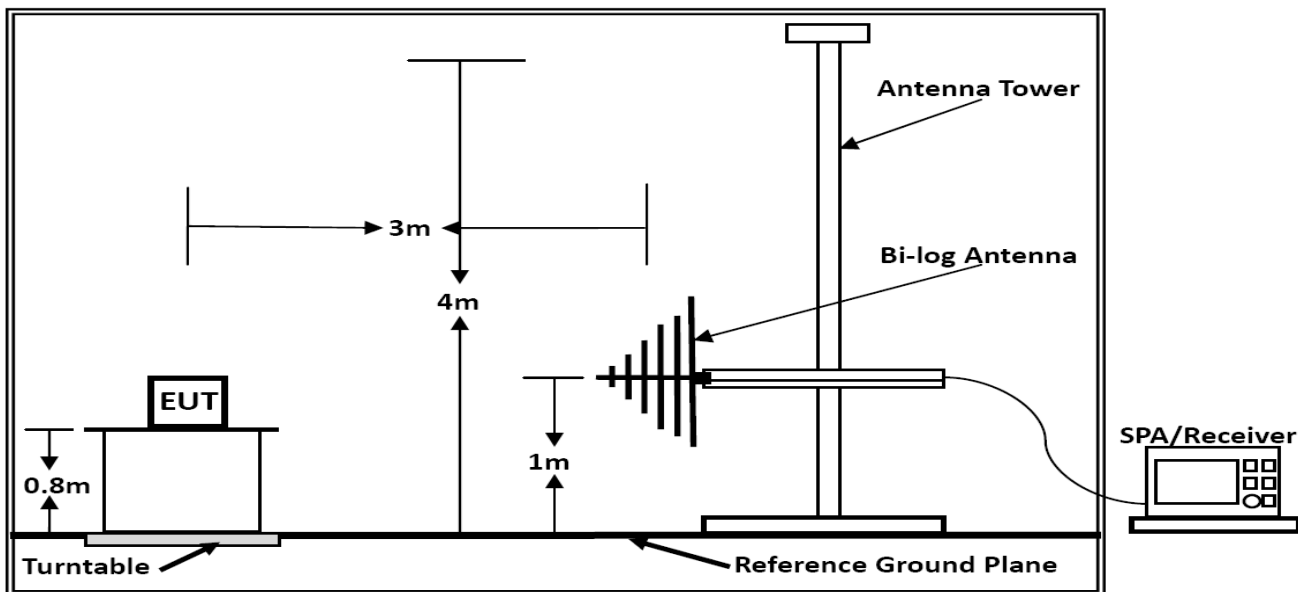 Antenna Tower
3m
Bi-log Antenna
4m
EUT
SPA/Receiver
1m
0.8m
Turntable
Reference Ground Plane